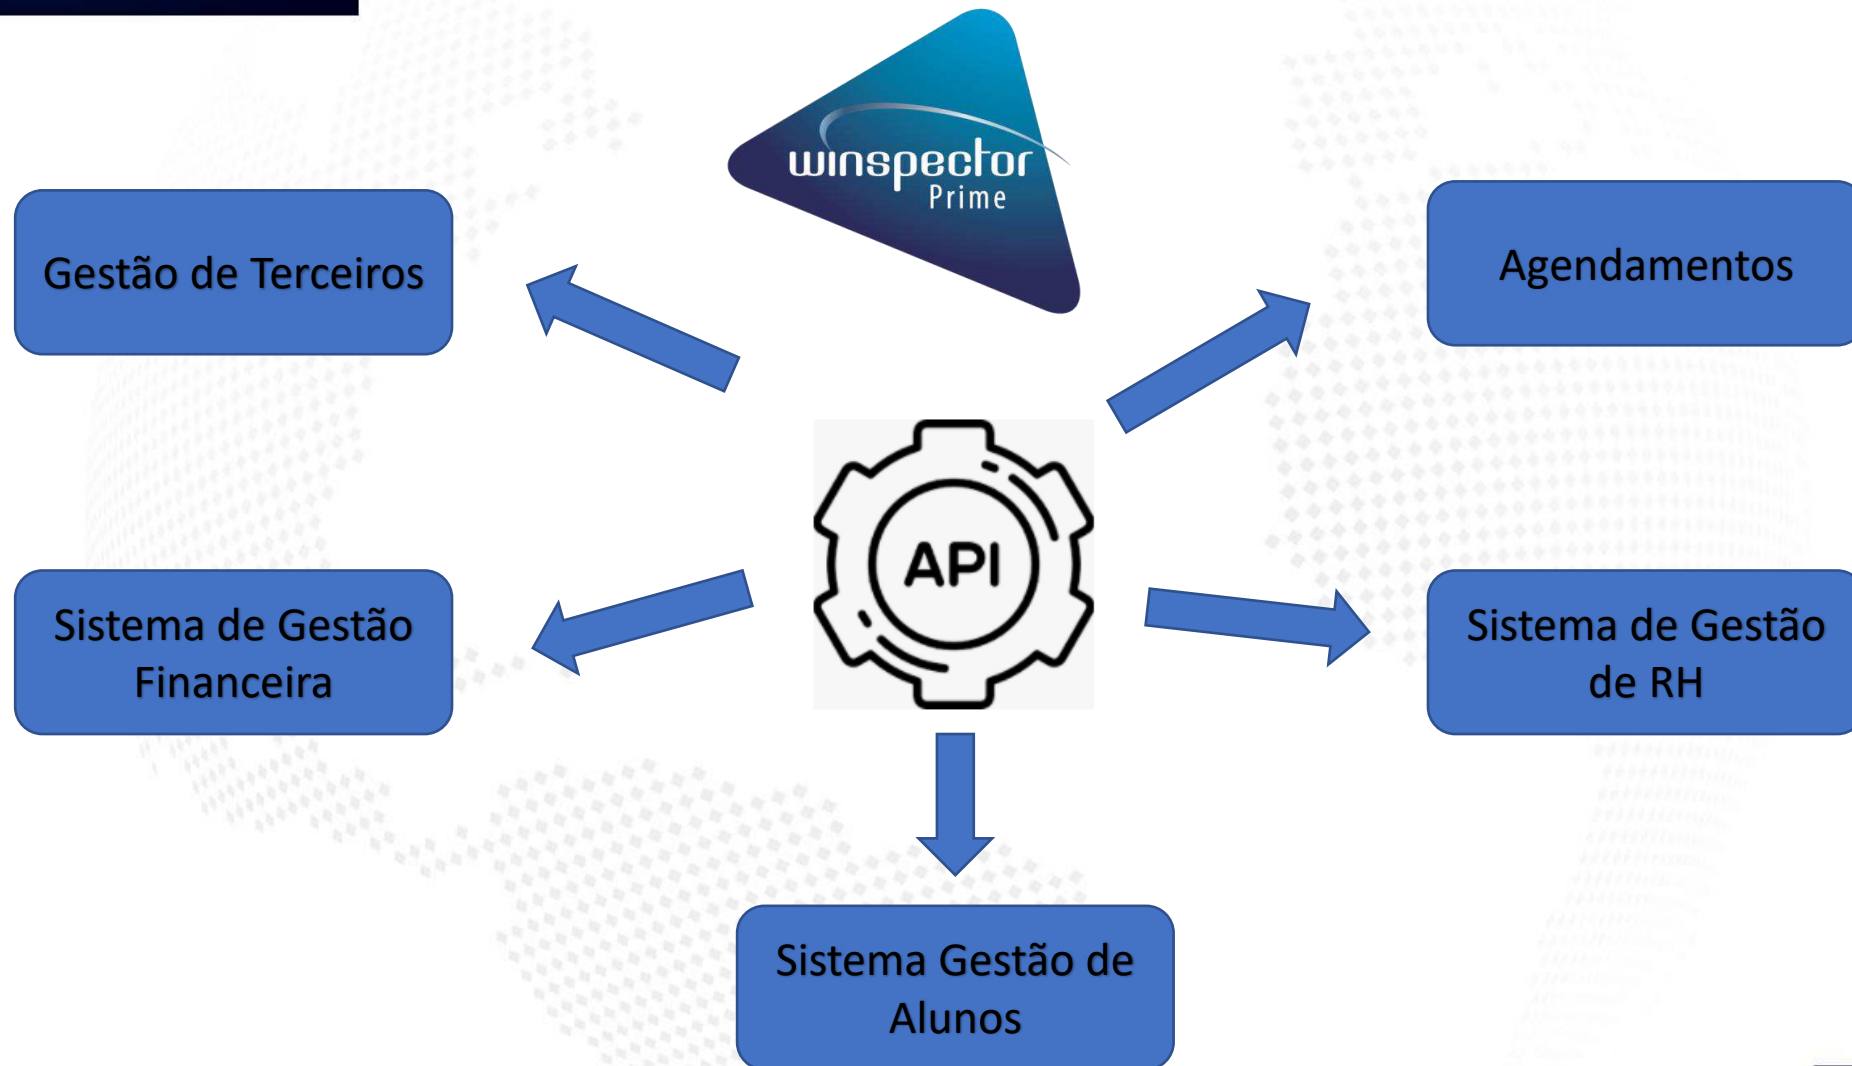 winspector
Prime
Gestão de Terceiros
Agendamentos
API
Sistema de Gestão
Financeira
Sistema de Gestão
de RH
Sistema Gestão de
Alunos